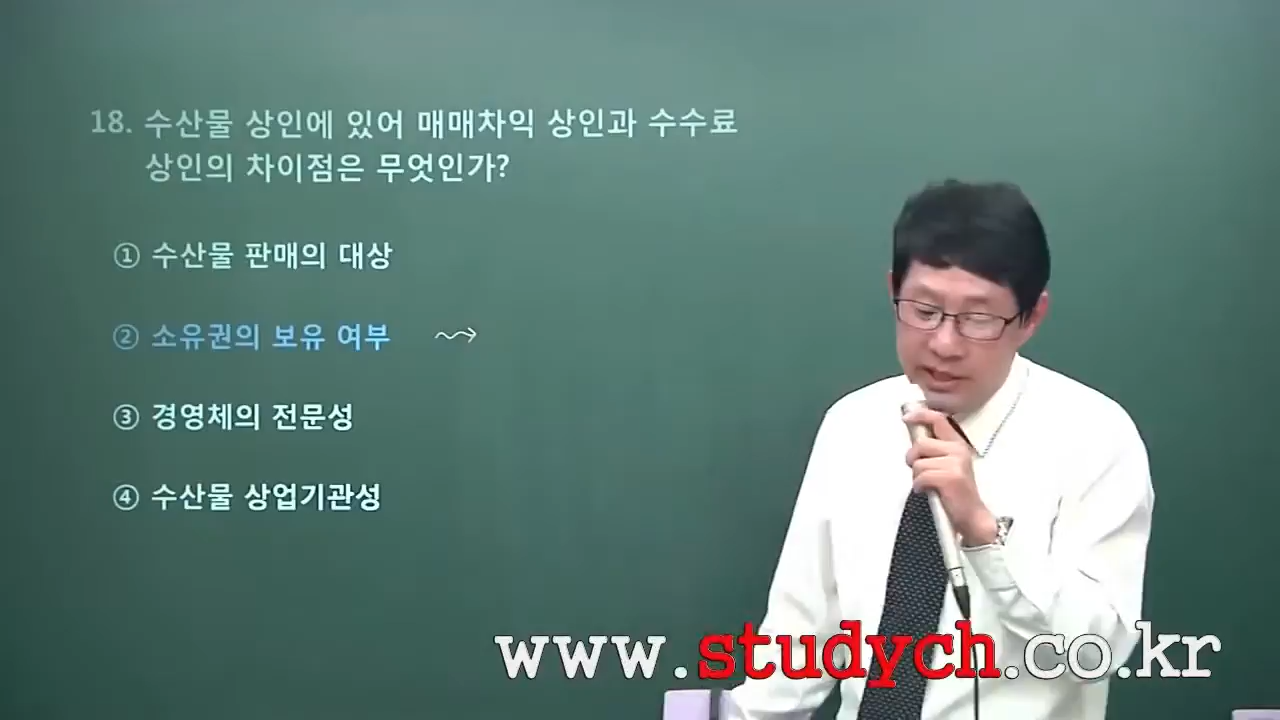 18. 수산물 상인에 있어 매매차익 상인과 수수료
상인의 차이점은 무엇인가?
① 수산물 판매의 대상
② 소유권의 보유 여부
③ 경영체의 전문성
④ 수산물 상업기관성
www.studych.co.kr